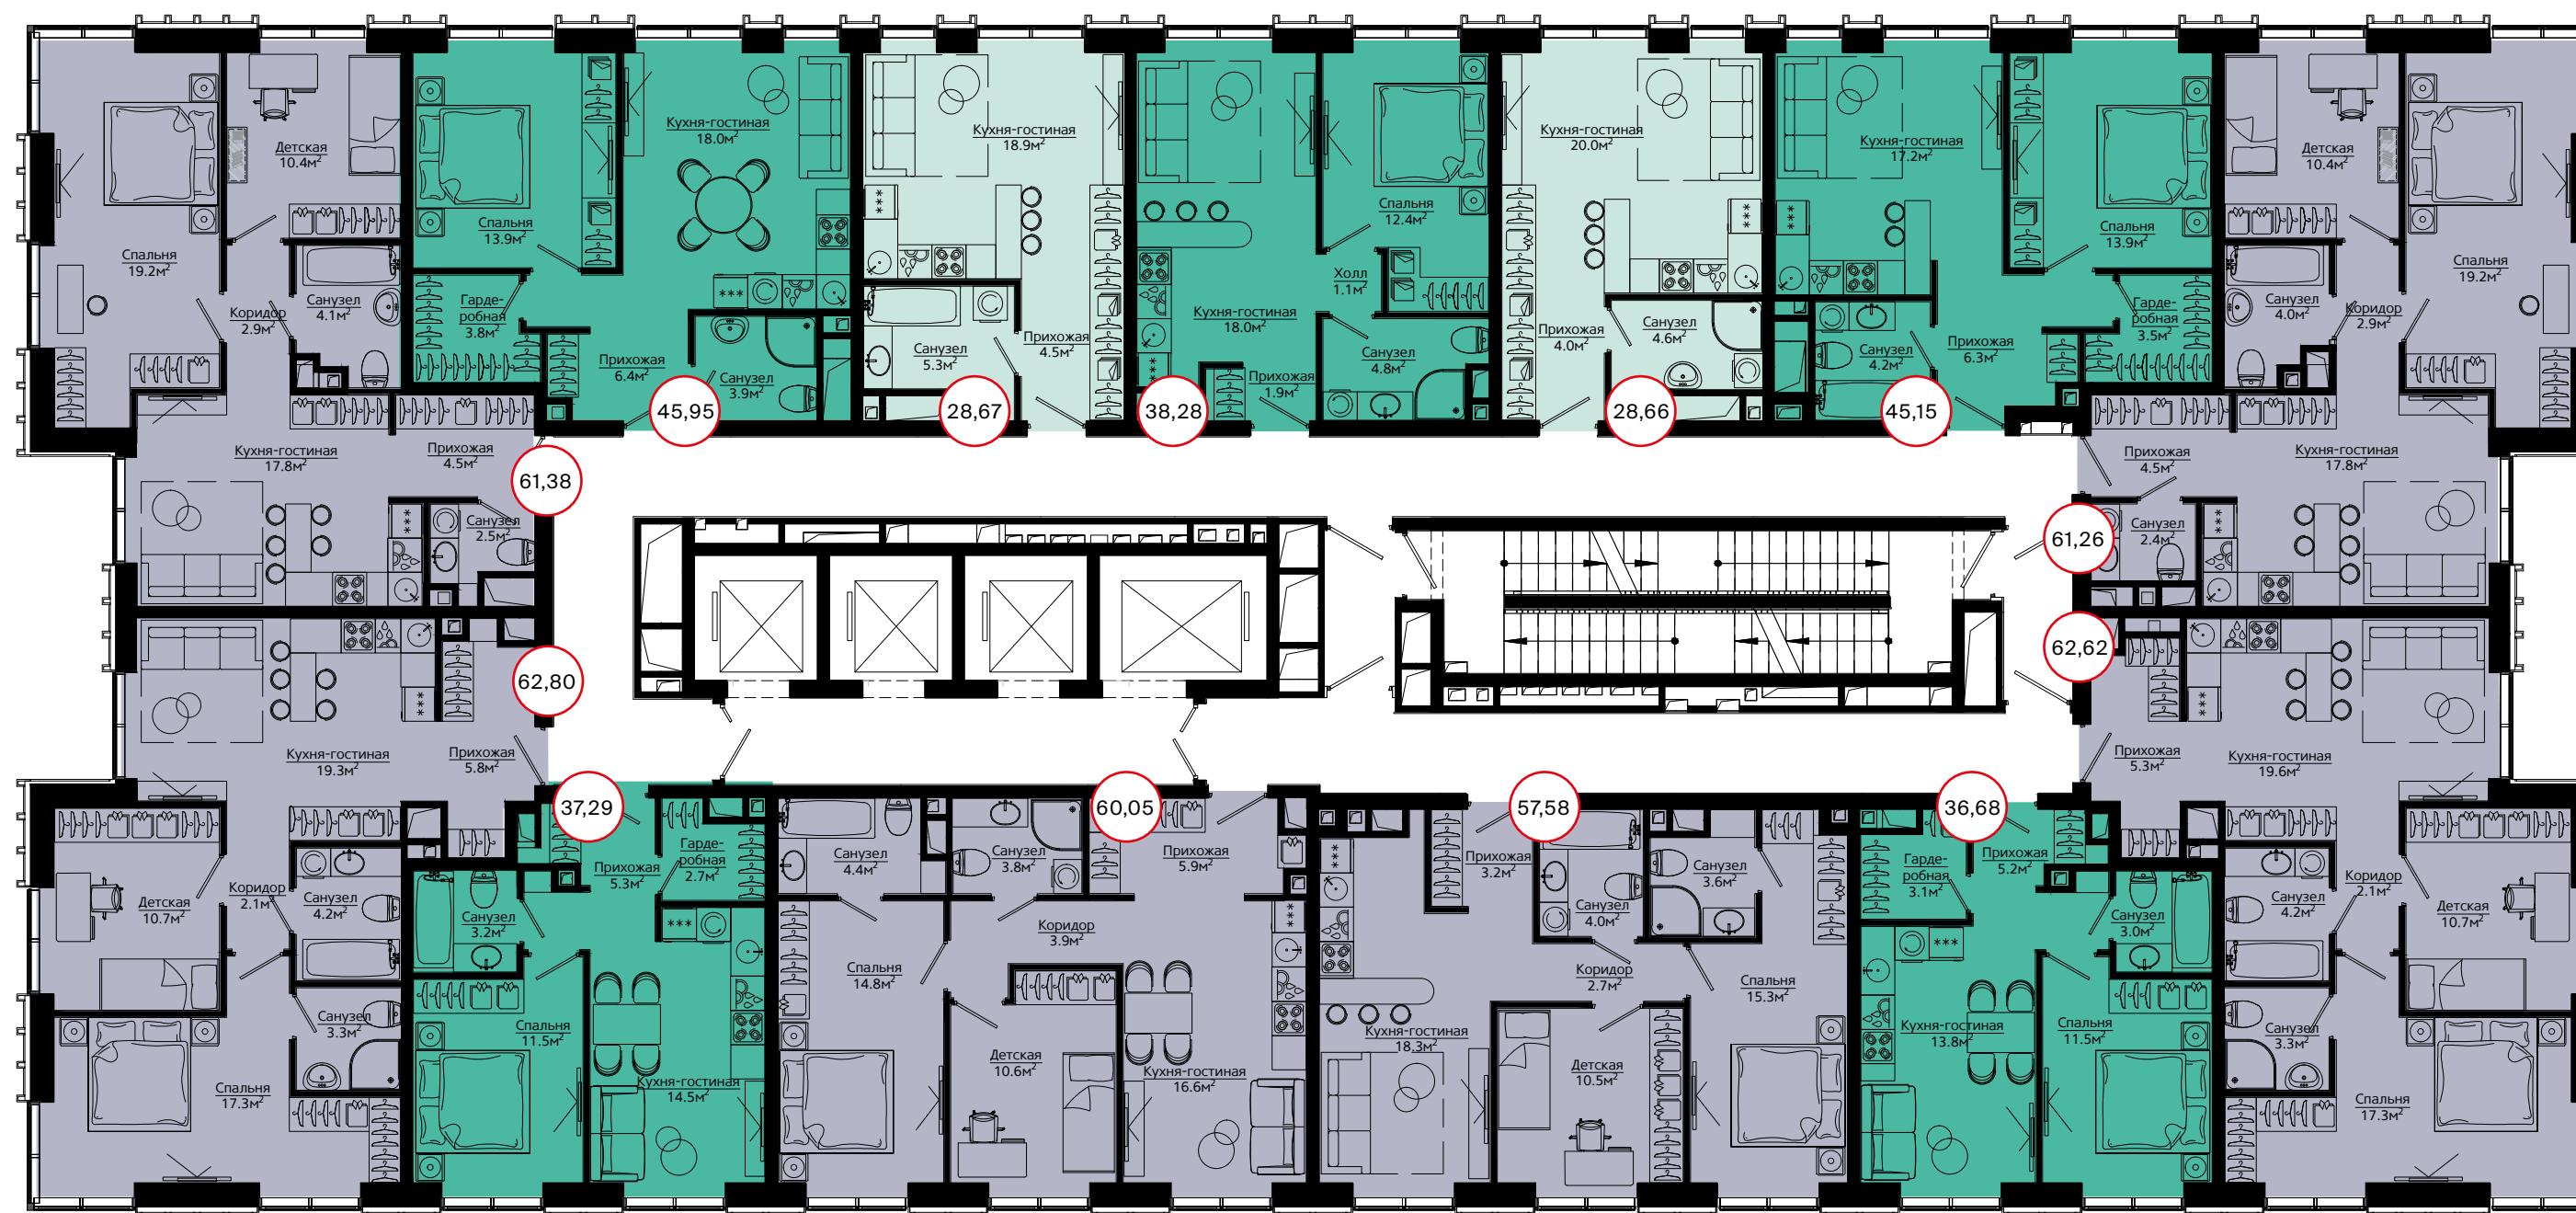 Спальня
19.2м²
Детская
10.4м²
Коридор
2.9м²
Санузел
4.1м²
Кухня-гостиная
17.8м²
Прихожая
4.5м²
Санузел
2.5м²
61,38
Спальня
13.9м²
Гарде-
робная
3.8м²
Кухня-гостиная
18.0м²
Прихожая
6.4м²
Санузел
3.9м²
45,95
Кухня-гостиная
18.9м²
Санузел
5.3м²
Прихожая
4.5м²
28,67
Кухня-гостиная
18.0м²
Спальня
12.4м²
Холл
1.1м²
Прихожая
1.9м²
Санузел
4.8м²
38,28
Кухня-гостиная
20.0м²
Прихожая
4.0м²
Санузел
4.6м²
28,66
Кухня-гостиная
17.2м²
Спальня
13.9м²
Гарде-
робная
3.5м²
Санузел
4.2м²
Прихожая
6.3м²
45,15
Детская
10.4м²
Спальня
19.2м²
Санузел
4.0м²
Коридор
2.9м²
Прихожая
4.5м²
Кухня-гостиная
17.8м²
Санузел
2.4м²
61,26
62,80
Кухня-гостиная
19.3м²
Прихожая
5.8м²
Детская
10.7м²
Коридор
2.1м²
Санузел
4.2м²
Санузел
3.3м²
Спальня
17.3м²
37,29
Прихожая
5.3м²
Гарде-
робная
2.7м²
Санузел
3.2м²
Спальня
11.5м²
Кухня-гостиная
14.5м²
60,05
Санузел
4.4м²
Санузел
3.8м²
Прихожая
5.9м²
Коридор
3.9м²
Спальня
14.8м²
Детская
10.6м²
Кухня-гостиная
16.6м²
57,58
Прихожая
3.2м²
Санузел
4.0м²
Санузел
3.6м²
Коридор
2.7м²
Спальня
15.3м²
Кухня-гостиная
18.3м²
Детская
10.5м²
36,68
Гарде-
робная
3.1м²
Прихожая
5.2м²
Санузел
3.0м²
Кухня-гостиная
13.8м²
Спальня
11.5м²
62,62
Прихожая
5.3м²
Кухня-гостиная
19.6м²
Санузел
4.2м²
Коридор
2.1м²
Детская
10.7м²
Санузел
3.3м²
Спальня
17.3м²